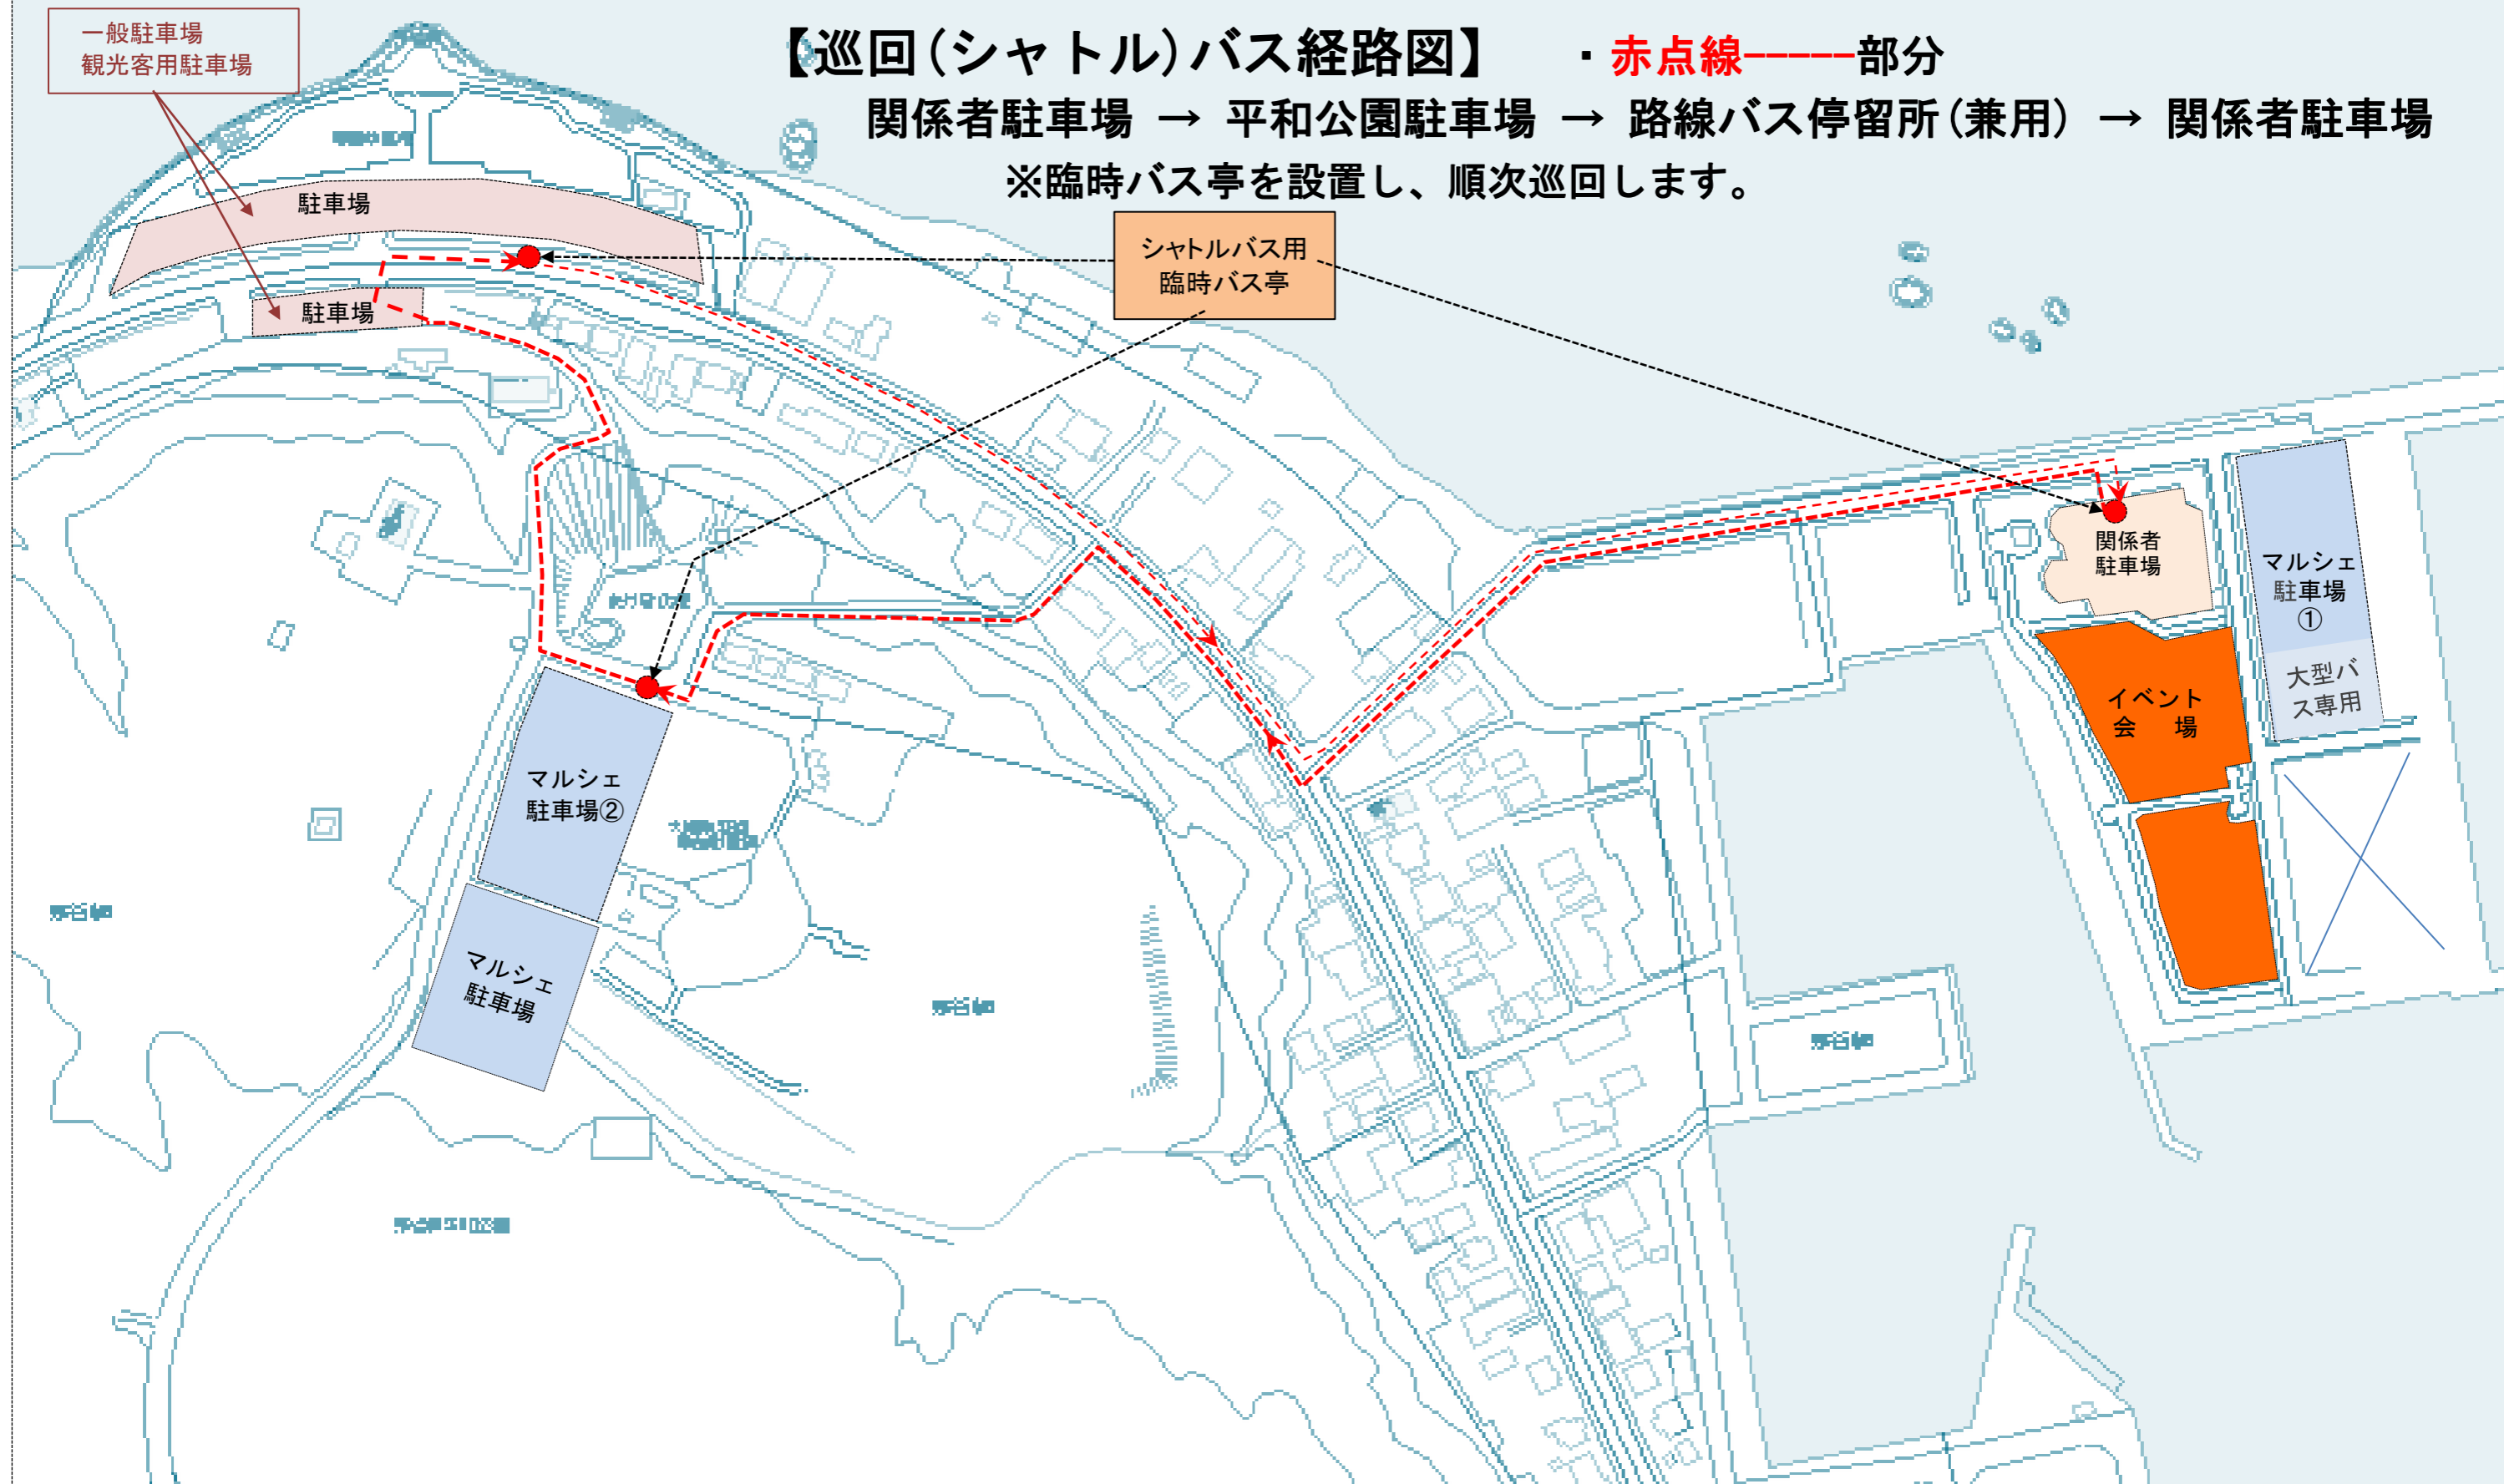 一般駐車場
観光客用駐車場
【巡回(シャトル)バス経路図】 ・赤点線-----部分
関係者駐車場 → 平和公園駐車場 → 路線バス停留所(兼用) → 関係者駐車場
※臨時バス亭を設置し、順次巡回します。
駐車場
駐車場
シャトルバス用
臨時バス亭
関係者
駐車場
マルシェ
駐車場
①
大型バ
ス専用
イベント
会 場
マルシェ
駐車場②
マルシェ
駐車場